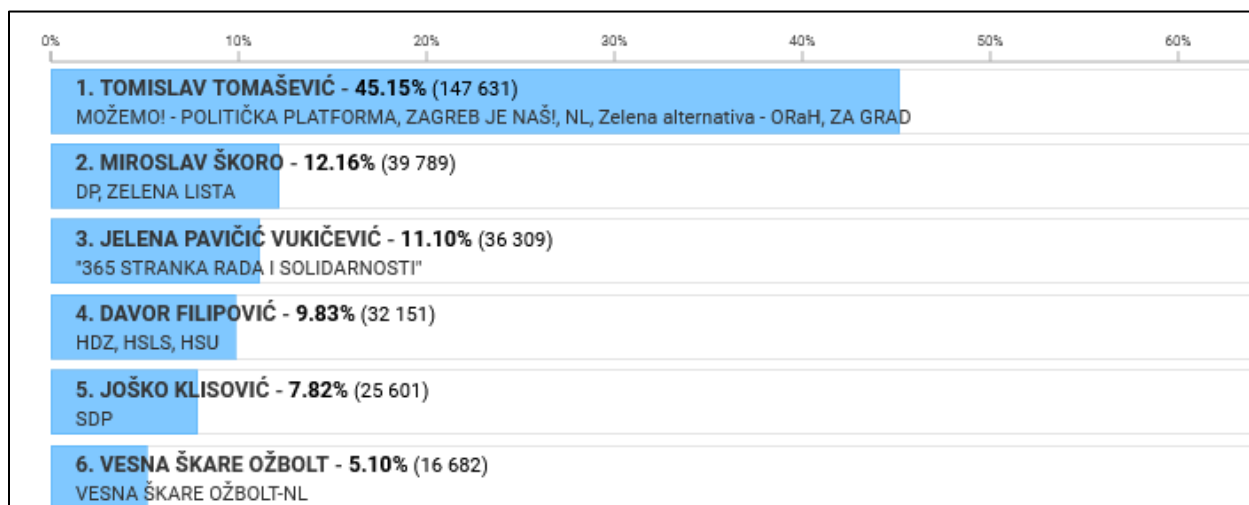 0% 10% 20% 30% 40% 50% 60%
1. TOMISLAV TOMAŠEVIĆ - 45.15% (147 631)
MOŽEMO! - POLITIČKA PLATFORMA, ZAGREB JE NAŠ!, NL, Zelena alternativa - ORaH, ZA GRAD
2. MIROSLAV ŠKORO - 12.16% (39 789)
DP, ZELENA LISTA
3. JELENA PAVIČIĆ VUKIČEVIĆ - 11.10% (36 309)
"365 STRANKA RADA I SOLIDARNOSTI"
4. DAVOR FILIPOVIĆ - 9.83% (32 151)
HDZ, HSLS, HSU
5. JOŠKO KLISOVIĆ - 7.82% (25 601)
SDP
6. VESNA ŠKARE OŽBOLT - 5.10% (16 682)
VESNA ŠKARE OŽBOLT-NL